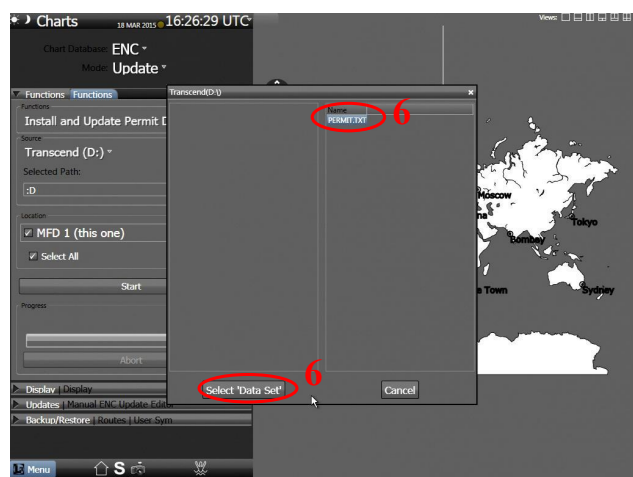 Charts
18 MAR 2015 16:26:29 UTC
Views:
Chart Database: ENC
Mode: Update
Functions Functions
Functions
Install and Update Permit D
Source
Transcend (D:)
Selected Path:
:D
Location
MFD 1 (this one)
Select All
Start
Progress
Abort
Display | Display
Updates | Manual ENC Update Editor
Backup/Restore | Routes | User Sym
Menu
S
Transcend(D:\)
×
Name
PERMIT.TXT
6
Select 'Data Set'
6
Cancel
Moscow
na
Tokyo
Bombay
a Town
Sydney